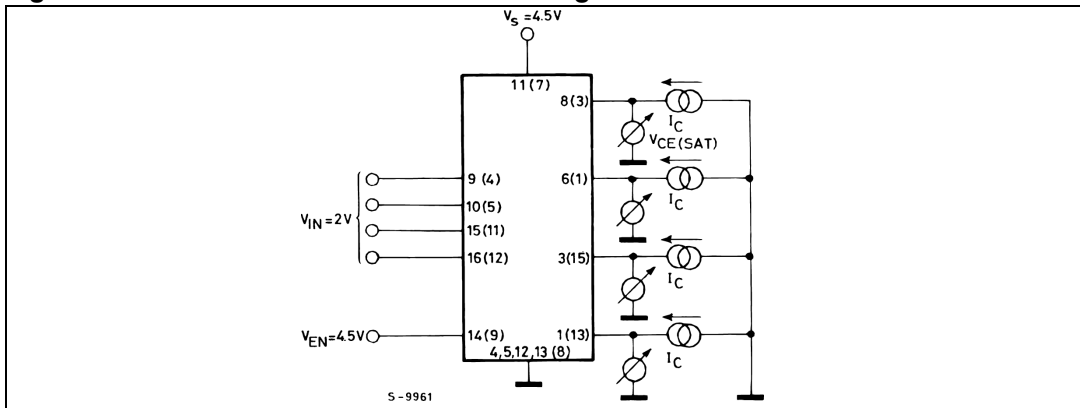 V_S =4.5V
11(7)
8(3)
I_C
V_CE(SAT)
9 (4)
6(1)
10(5)
I_C
V_IN=2V
15(11)
16(12)
3(15)
I_C
V_EN=4.5V
14(9)
1(13)
4,5,12,13 (8)
I_C
S-9961